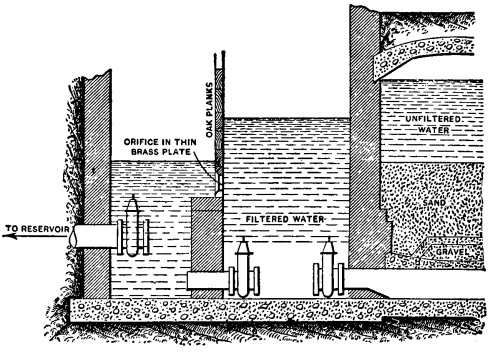 OAK PLANKS
ORIFICE IN THIN
BRASS PLATE
UNFILTERED
WATER
SAND
FILTERED WATER
TO RESERVOIR
GRAVEL